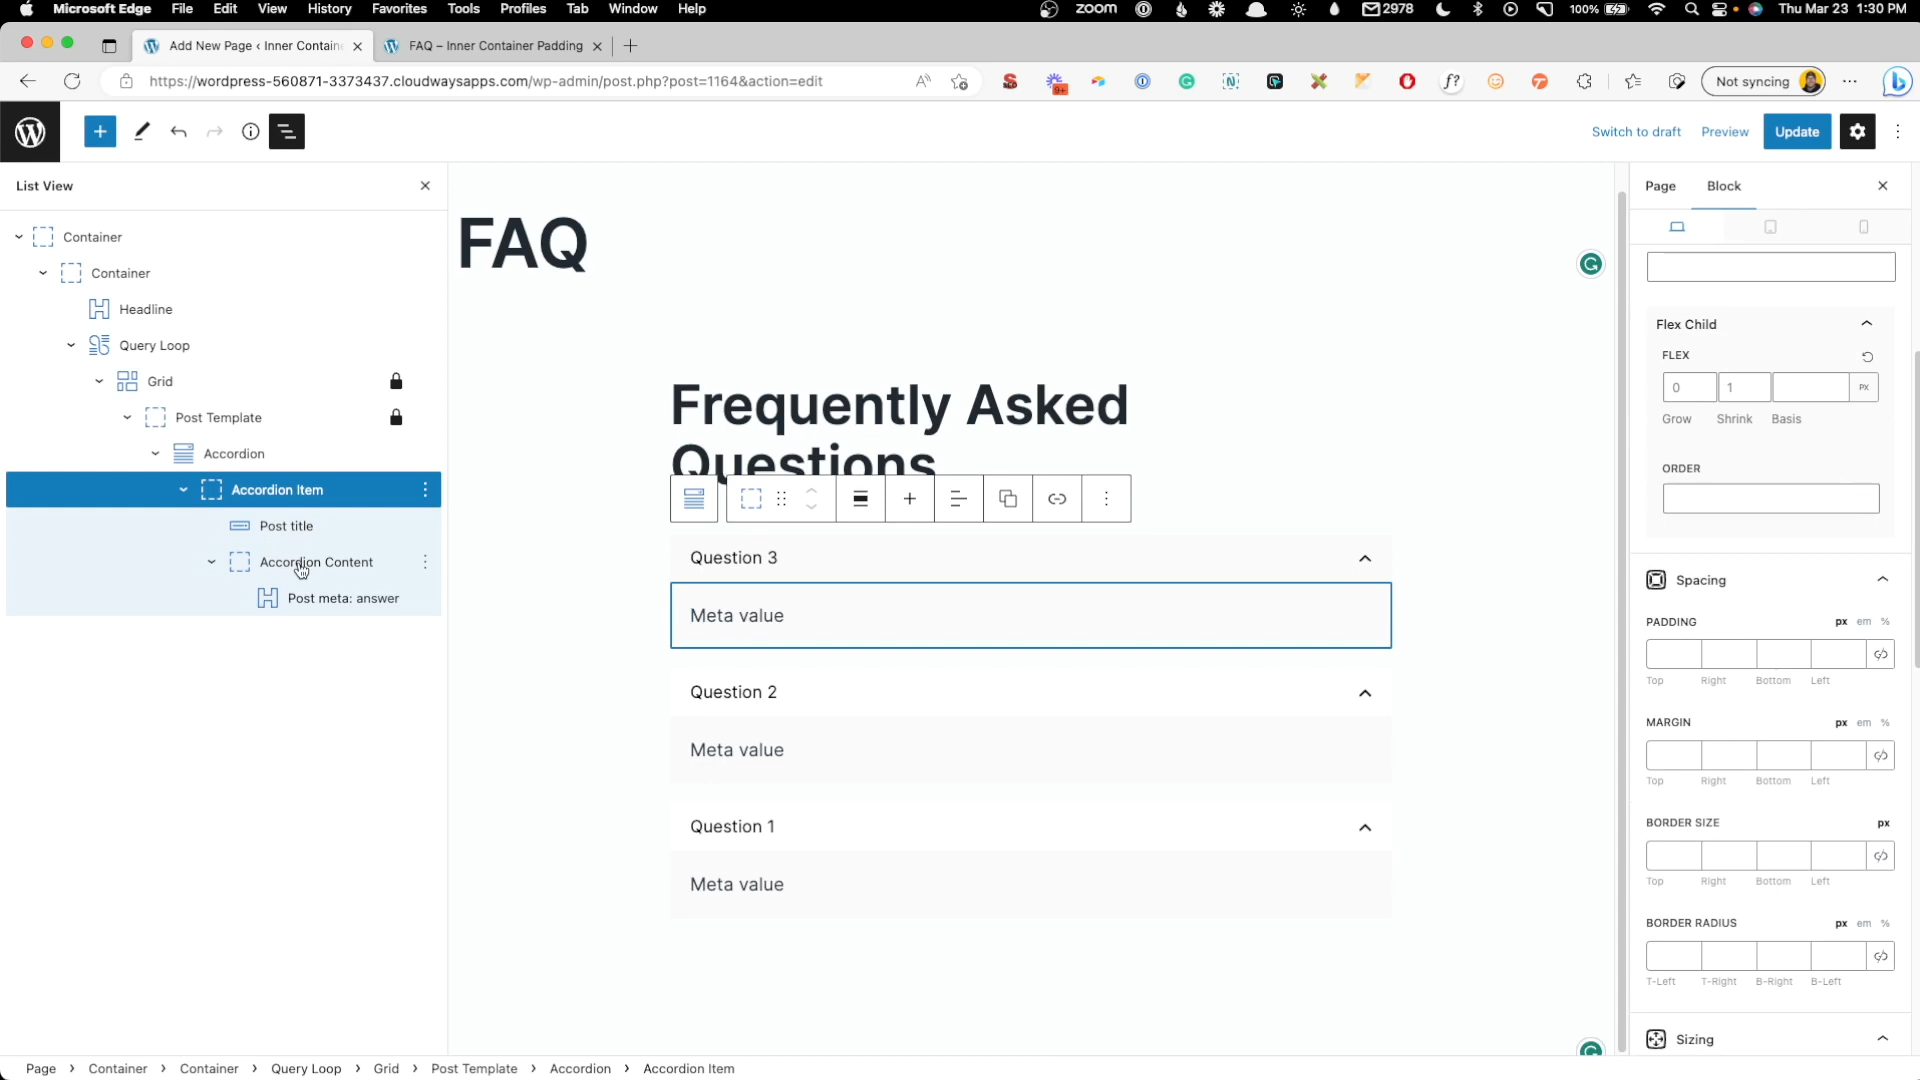 Microsoft Edge File Edit View History Favorites Tools Profiles Tab Window Help zoom 2978 100% Thu Mar 23 1:30 PM
Add New Page ‹ Inner Contain
FAQ – Inner Container Padding
https://wordpress-560871-3373437.cloudwaysapps.com/wp-admin/post.php?post=1164&action=edit
9+
f?
Not syncing
Switch to draft
Preview
Update
List View
Container
Container
Headline
Query Loop
Grid
Post Template
Accordion
Accordion Item
Post title
Accordion Content
Post meta: answer
FAQ
Frequently Asked
Questions
Question 3
Meta value
Question 2
Meta value
Question 1
Meta value
Page
Block
Flex Child
FLEX
0 1 PX
Grow Shrink Basis
ORDER
Spacing
PADDING px em %
Top Right Bottom Left
MARGIN px em %
Top Right Bottom Left
BORDER SIZE px
Top Right Bottom Left
BORDER RADIUS px em %
T-Left T-Right B-Right B-Left
Sizing
Page › Container › Container › Query Loop › Grid › Post Template › Accordion › Accordion Item